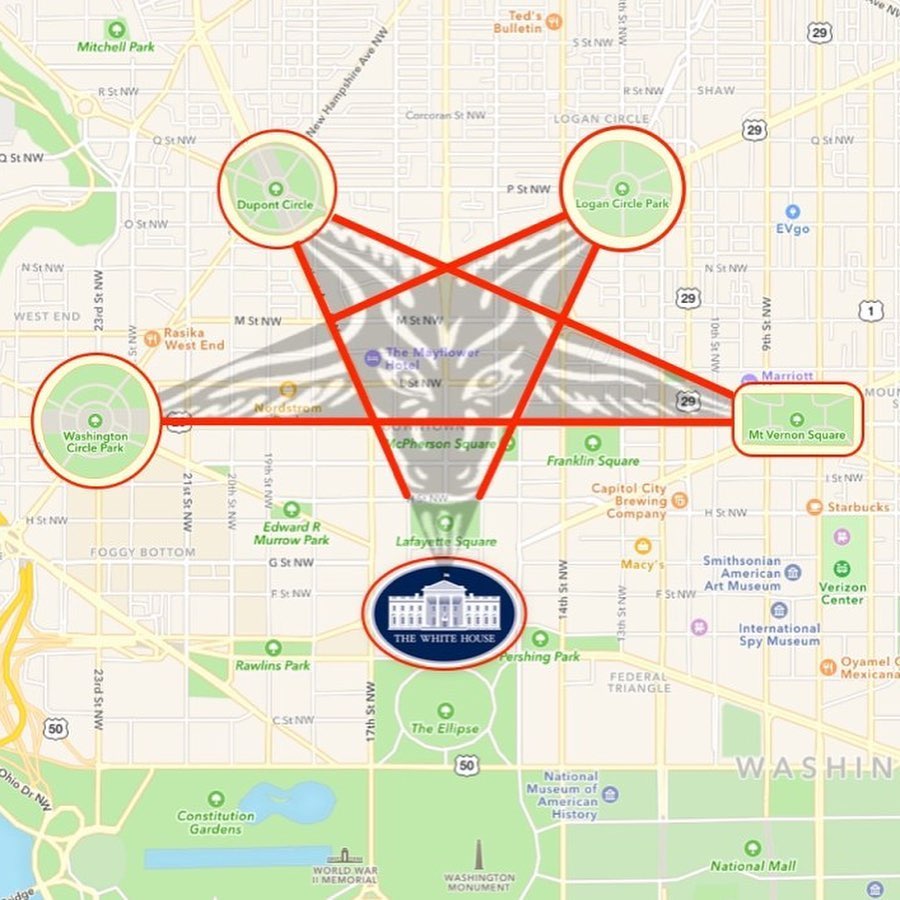 Ted's
Bulletin
29
Mitchell Park
S St NW
New Hampshire Ave NW
R St NW
R St NW
SHAW
Corcoran St NW
LOGAN CIRCLE
29
Q St NW
Q St NW
Q St NW
P St NW
Dupont Circle
Logan Circle Park
EVgo
O St NW
N St NW
N St NW
23rd St NW
29
1
WEST END
M St NW
M St NW
10th St NW
9th St NW
Rasika
West End
The Mayflower
Hotel
L St NW
Marriott
Nordstrom
29
Washington
Circle Park
McPherson Square
Mt Vernon Square
Franklin Square
I St NW
21st St NW
20th St NW
19th St NW
Capitol City
Brewing
Company
Starbucks
H St NW
H St NW
Edward R
Murrow Park
Lafayette Square
FOGGY BOTTOM
G St NW
Macy's
Smithsonian
American
Art Museum
Verizon
Center
F St NW
14th St NW
F St NW
13th St NW
THE WHITE HOUSE
International
Spy Museum
Rawlins Park
Pershing Park
Oyamel C
Mexicana
23rd St NW
17th St NW
FEDERAL
TRIANGLE
C St NW
50
The Ellipse
50
WASHIN
Ohio Dr NW
National
Museum of
American
History
Constitution
Gardens
WORLD WAR
II MEMORIAL
WASHINGTON
MONUMENT
National Mall